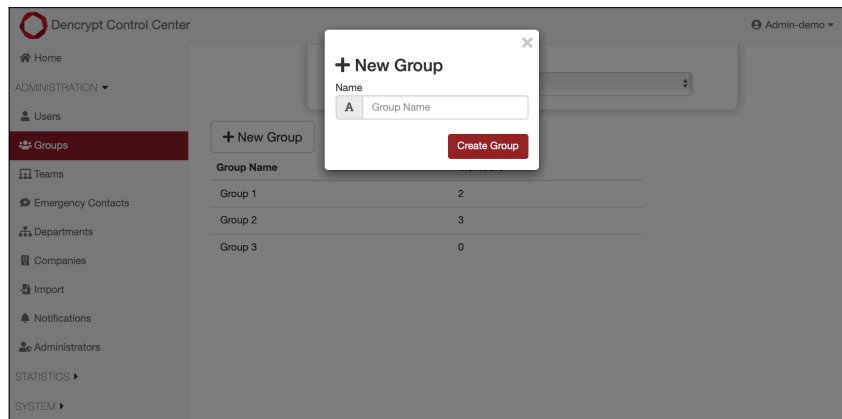 Dencrypt Control Center
Admin-demo
Home
ADMINISTRATION
Users
Groups
Teams
Emergency Contacts
Departments
Companies
Import
Notifications
Administrators
STATISTICS
SYSTEM
New Group
Name
A
Group Name
Create Group
New Group
Group Name
Group 1 2
Group 2 3
Group 3 0